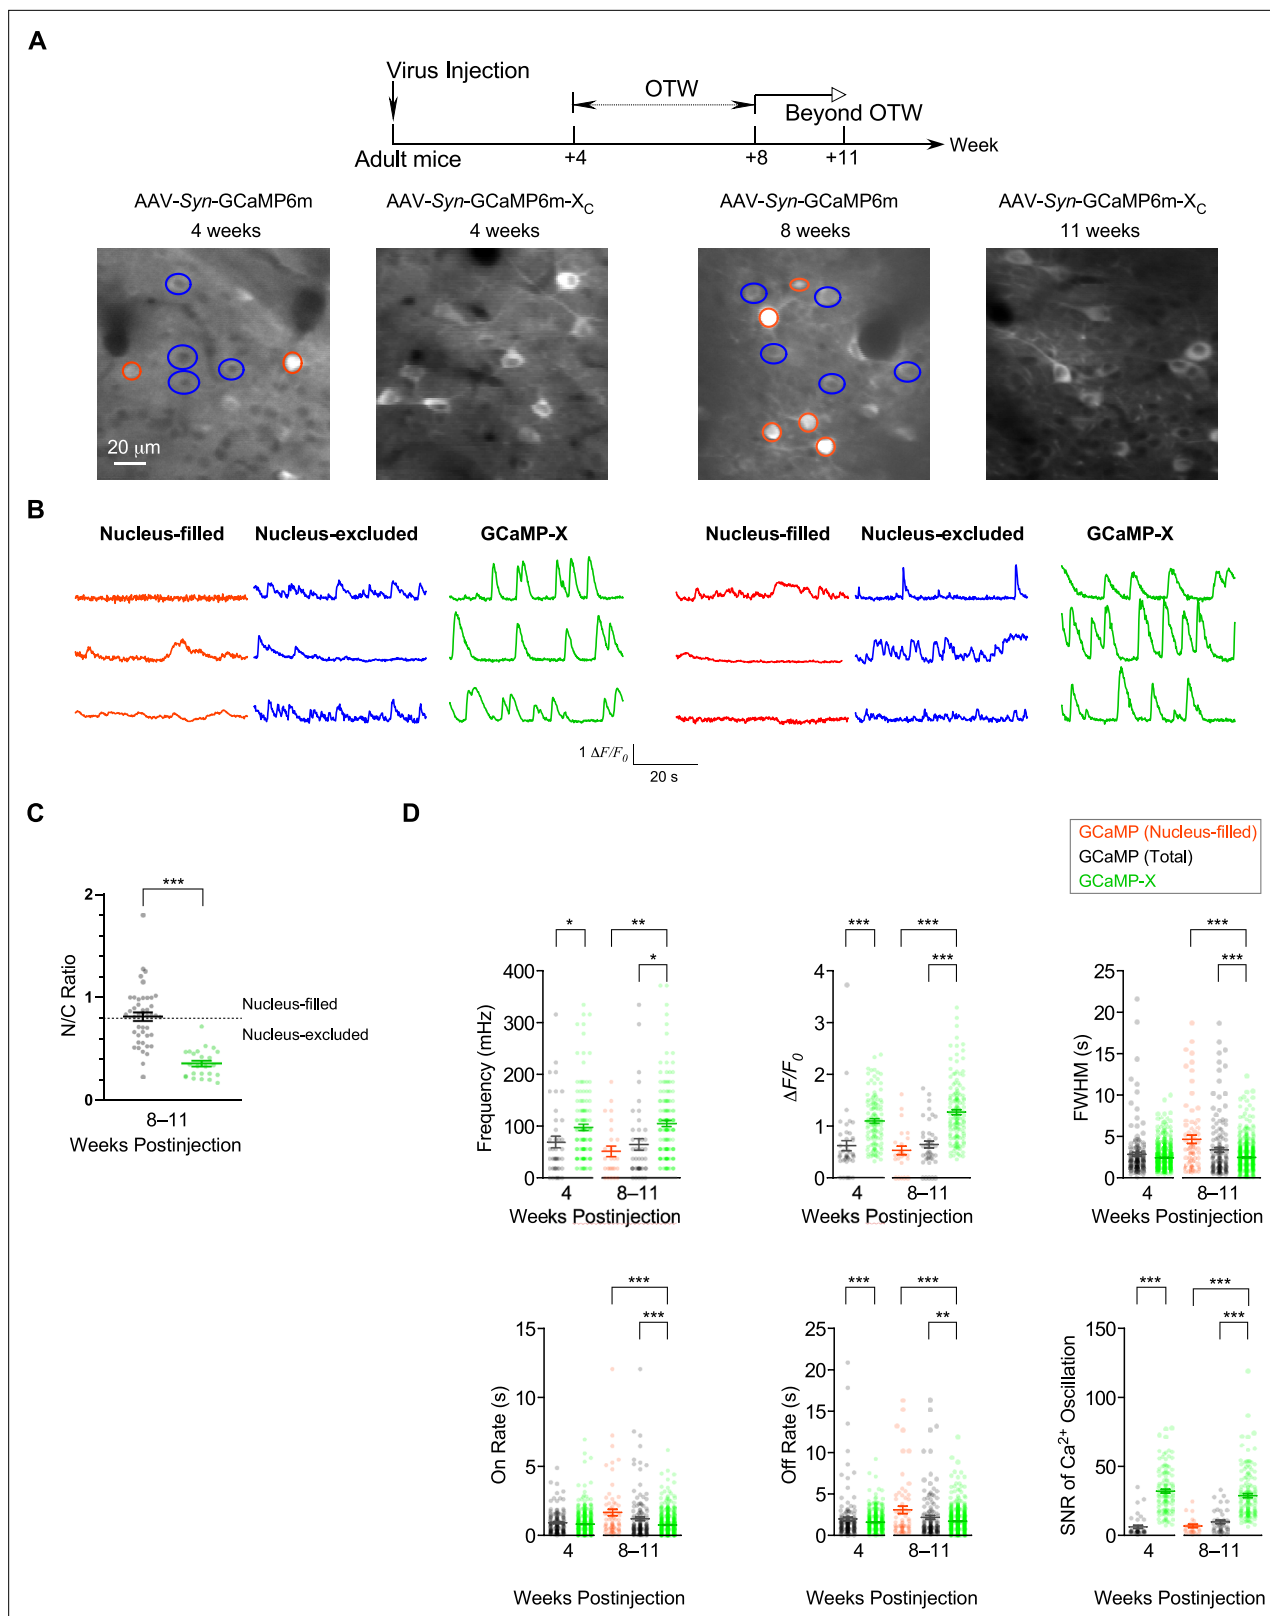 A
Virus Injection
OTW
Beyond OTW
Week
Adult mice
+4
+8
+11
AAV-Syn-GCaMP6m
4 weeks
AAV-Syn-GCaMP6m-XC
4 weeks
AAV-Syn-GCaMP6m
8 weeks
AAV-Syn-GCaMP6m-XC
11 weeks
20 µm
B
Nucleus-filled
Nucleus-excluded
GCaMP-X
Nucleus-filled
Nucleus-excluded
GCaMP-X
1 ΔF/F0
20 s
C
***
2
1
0
N/C Ratio
Nucleus-filled
Nucleus-excluded
8–11
Weeks Postinjection
D
GCaMP (Nucleus-filled)
GCaMP (Total)
GCaMP-X
*
**
*
400
300
200
100
0
Frequency (mHz)
4
8–11
Weeks Postinjection
***
***
***
4
3
2
1
0
ΔF/F0
4
8–11
Weeks Postinjection
***
***
25
20
15
10
5
0
FWHM (s)
4
8–11
Weeks Postinjection
***
***
15
10
5
0
On Rate (s)
4
8–11
Weeks Postinjection
***
***
**
25
20
15
10
5
0
Off Rate (s)
4
8–11
Weeks Postinjection
***
***
***
150
100
50
0
SNR of Ca2+ Oscillation
4
8–11
Weeks Postinjection